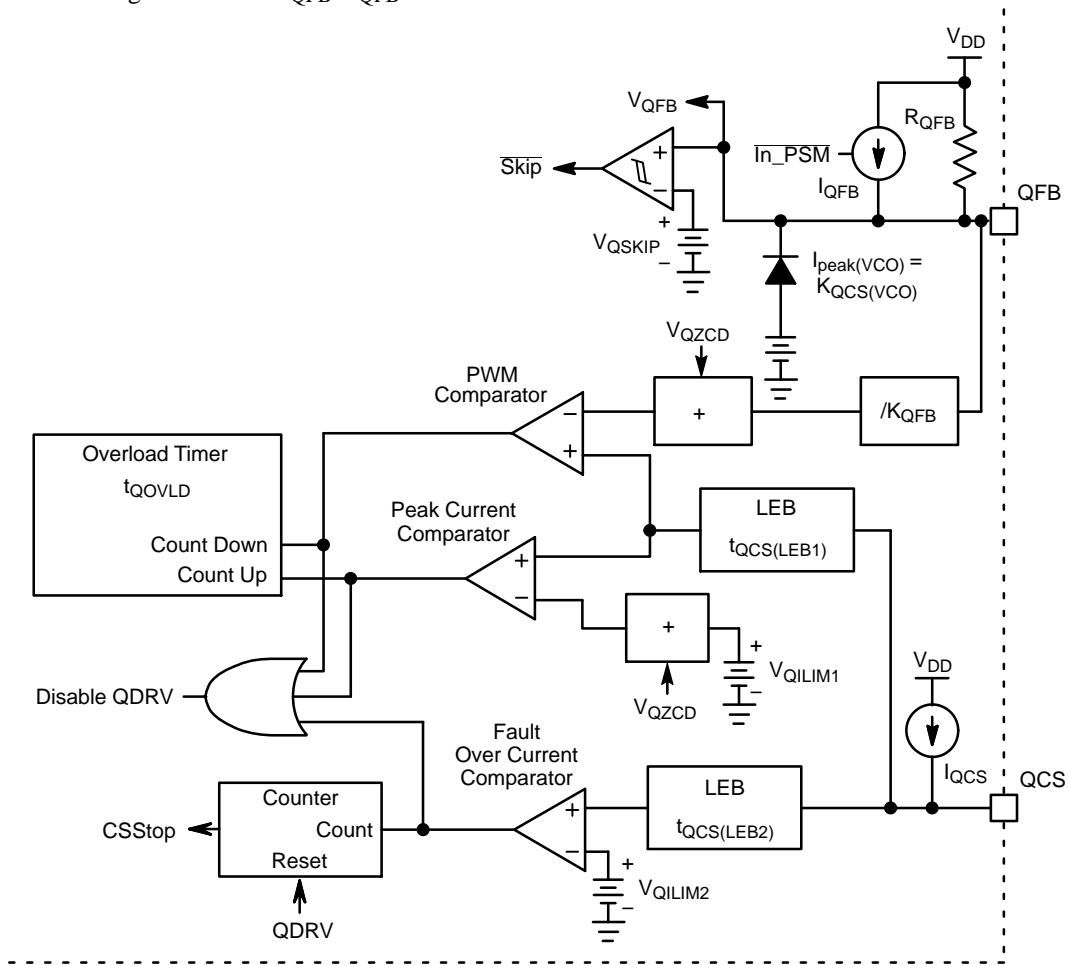 QFB QFB
V_DD
V_QFB
R_QFB
+
Skip
In_PSM
−
I_QFB
QFB
+
V_QSKIP
−
I_peak(VCO) =
K_QCS(VCO)
V_QZCD
PWM
Comparator
−
+
/K_QFB
+
Overload Timer
t_QOVLD
Peak Current
Comparator
LEB
t_QCS(LEB1)
Count Down
Count Up
+
−
+
+
V_QILIM1
−
V_DD
Disable QDRV
V_QZCD
Fault
Over Current
Comparator
I_QCS
QCS
Counter
LEB
t_QCS(LEB2)
+
CSStop
Count
−
Reset
+
V_QILIM2
−
QDRV